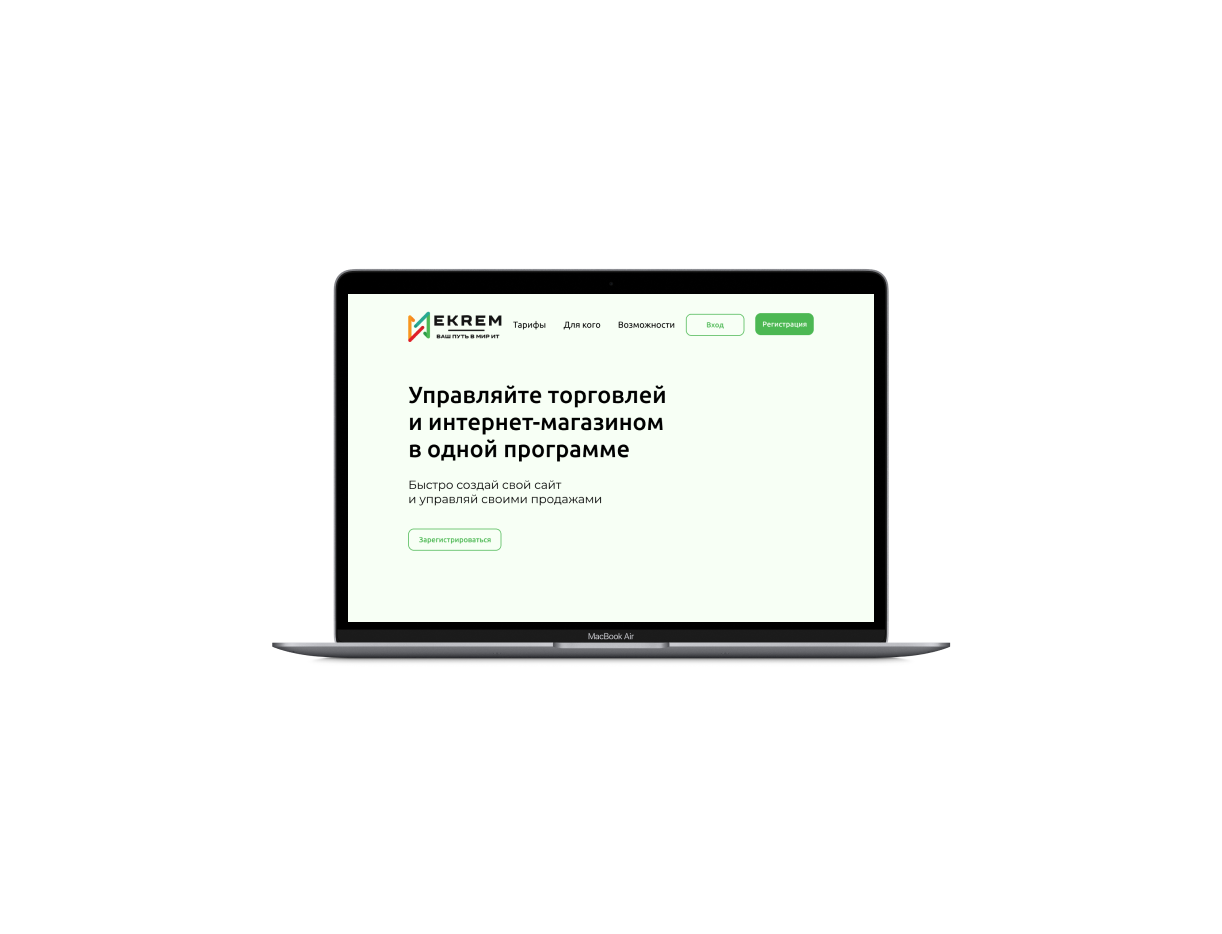 EKREM
ВАШ ПУТЬ В МИР ИТ
Тарифы
Для кого
Возможности
Вход
Регистрация
Управляйте торговлей
и интернет-магазином
в одной программе
Быстро создай свой сайт
и управляй своими продажами
Зарегистрироваться
MacBook Air